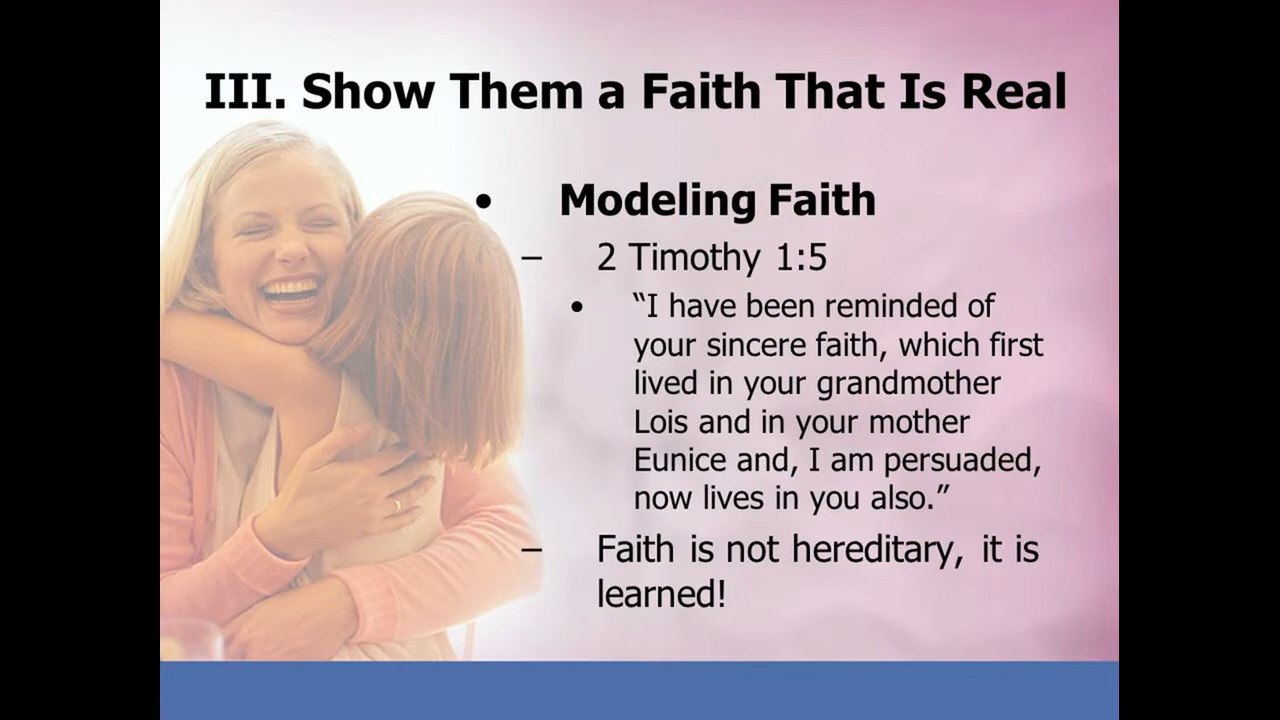 III. Show Them a Faith That Is Real
• Modeling Faith
– 2 Timothy 1:5
• “I have been reminded of
your sincere faith, which first
lived in your grandmother
Lois and in your mother
Eunice and, I am persuaded,
now lives in you also.”
– Faith is not hereditary, it is
learned!